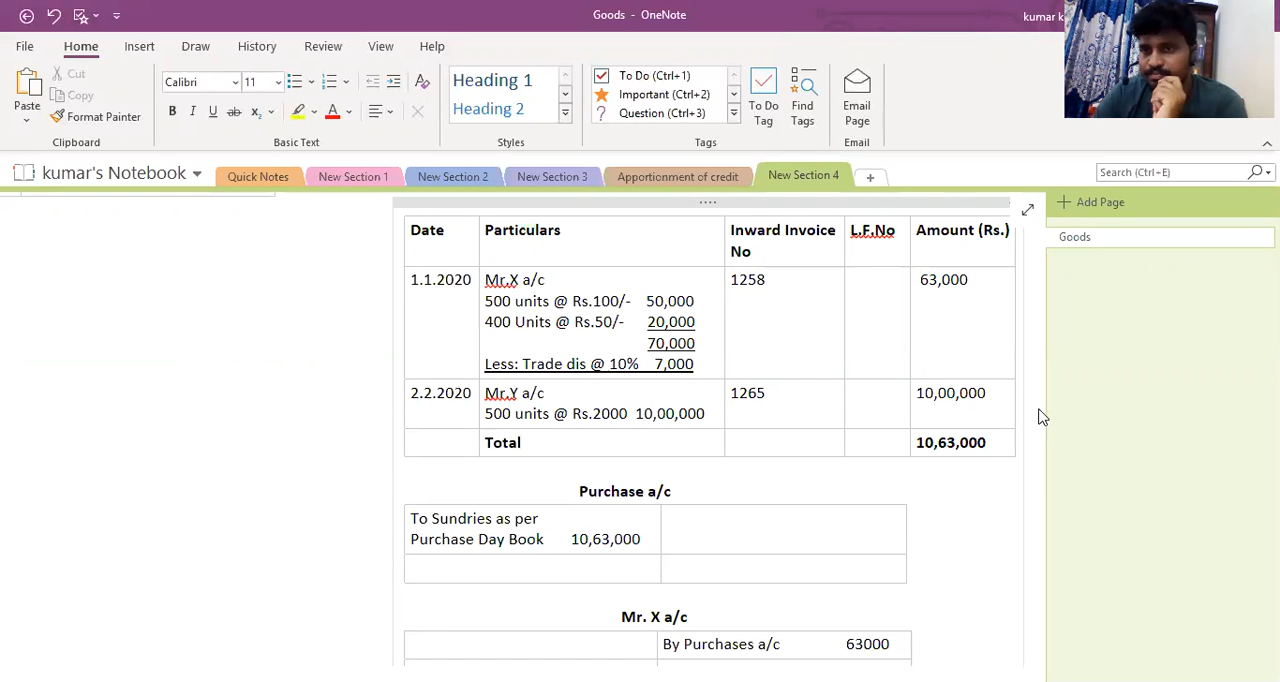 Goods - OneNote
kumar k
File Home Insert Draw History Review View Help
Paste
Cut
Copy
Format Painter
Clipboard
Calibri 11
B I U ab x₂ A
Basic Text
Heading 1
Heading 2
Styles
To Do (Ctrl+1)
Important (Ctrl+2)
? Question (Ctrl+3)
To Do
Tag
Find
Tags
Tags
Email
Page
Email
kumar's Notebook
Quick Notes New Section 1 New Section 2 New Section 3 Apportionment of credit New Section 4 +
Search (Ctrl+E)
Add Page
Goods
Date Particulars Inward Invoice L.F.No Amount (Rs.)
No
1.1.2020 Mr.X a/c 1258 63,000
500 units @ Rs.100/- 50,000
400 Units @ Rs.50/- 20,000
70,000
Less: Trade dis @ 10% 7,000
2.2.2020 Mr.Y a/c 1265 10,00,000
500 units @ Rs.2000 10,00,000
Total 10,63,000
Purchase a/c
To Sundries as per
Purchase Day Book 10,63,000
Mr. X a/c
By Purchases a/c 63000